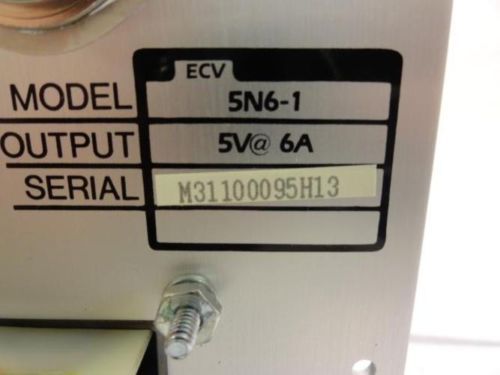 ECV
MODEL 5N6-1
OUTPUT 5V@ 6A
SERIAL M31100095H13